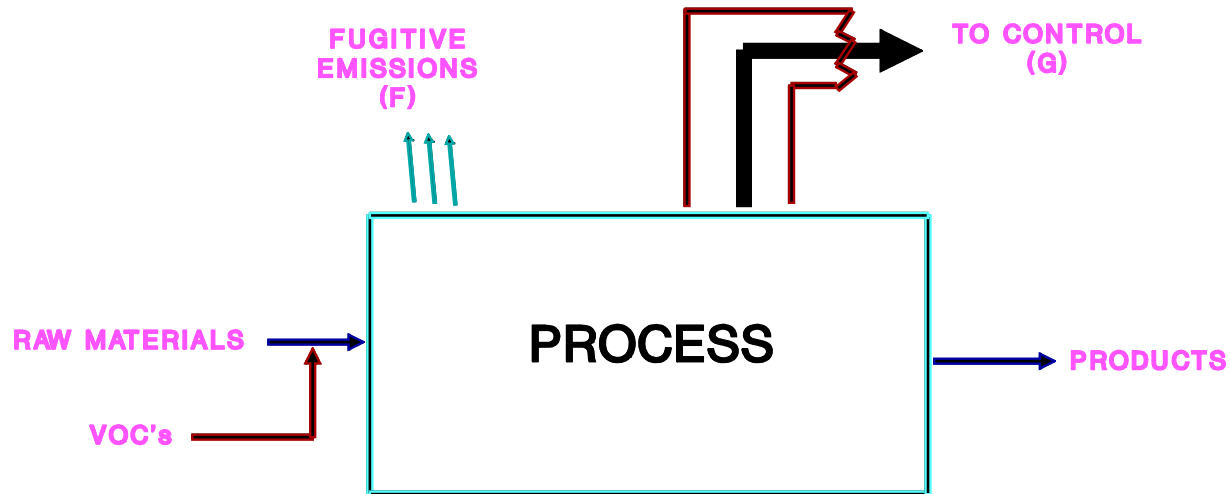 FUGITIVE
EMISSIONS
(F)
TO CONTROL
(G)
RAW MATERIALS
PROCESS
PRODUCTS
VOC's